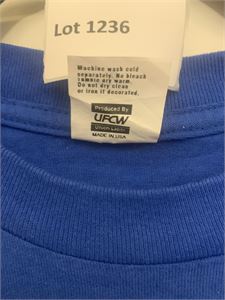 Lot 1236
Machine wash cold
separately. No bleach
tumble dry warm.
Do not dry clean
or iron if decorated.
Produced By
UFCW
Union Labor
MADE IN USA